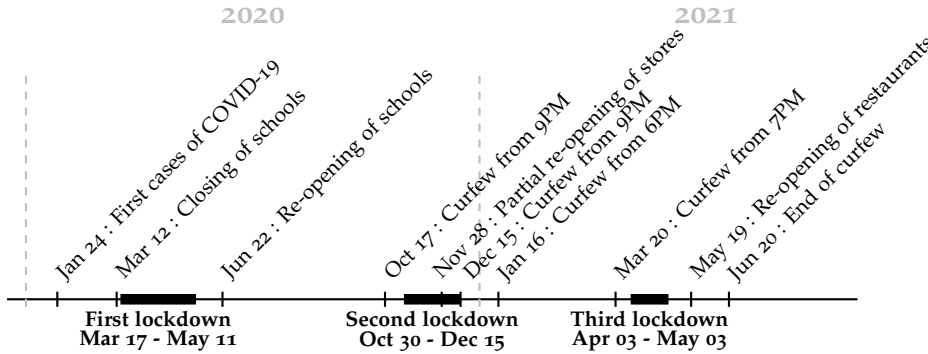 2020
2021
Jan 24 : First cases of COVID-19
Mar 12 : Closing of schools
Jun 22 : Re-opening of schools
Oct 17 : Curfew from 9PM
Nov 28 : Partial re-opening of stores
Dec 15 : Curfew from 9PM
Jan 16 : Curfew from 6PM
Mar 20 : Curfew from 7PM
May 19 : Re-opening of restaurants
Jun 20 : End of curfew
First lockdown
Mar 17 - May 11
Second lockdown
Oct 30 - Dec 15
Third lockdown
Apr 03 - May 03